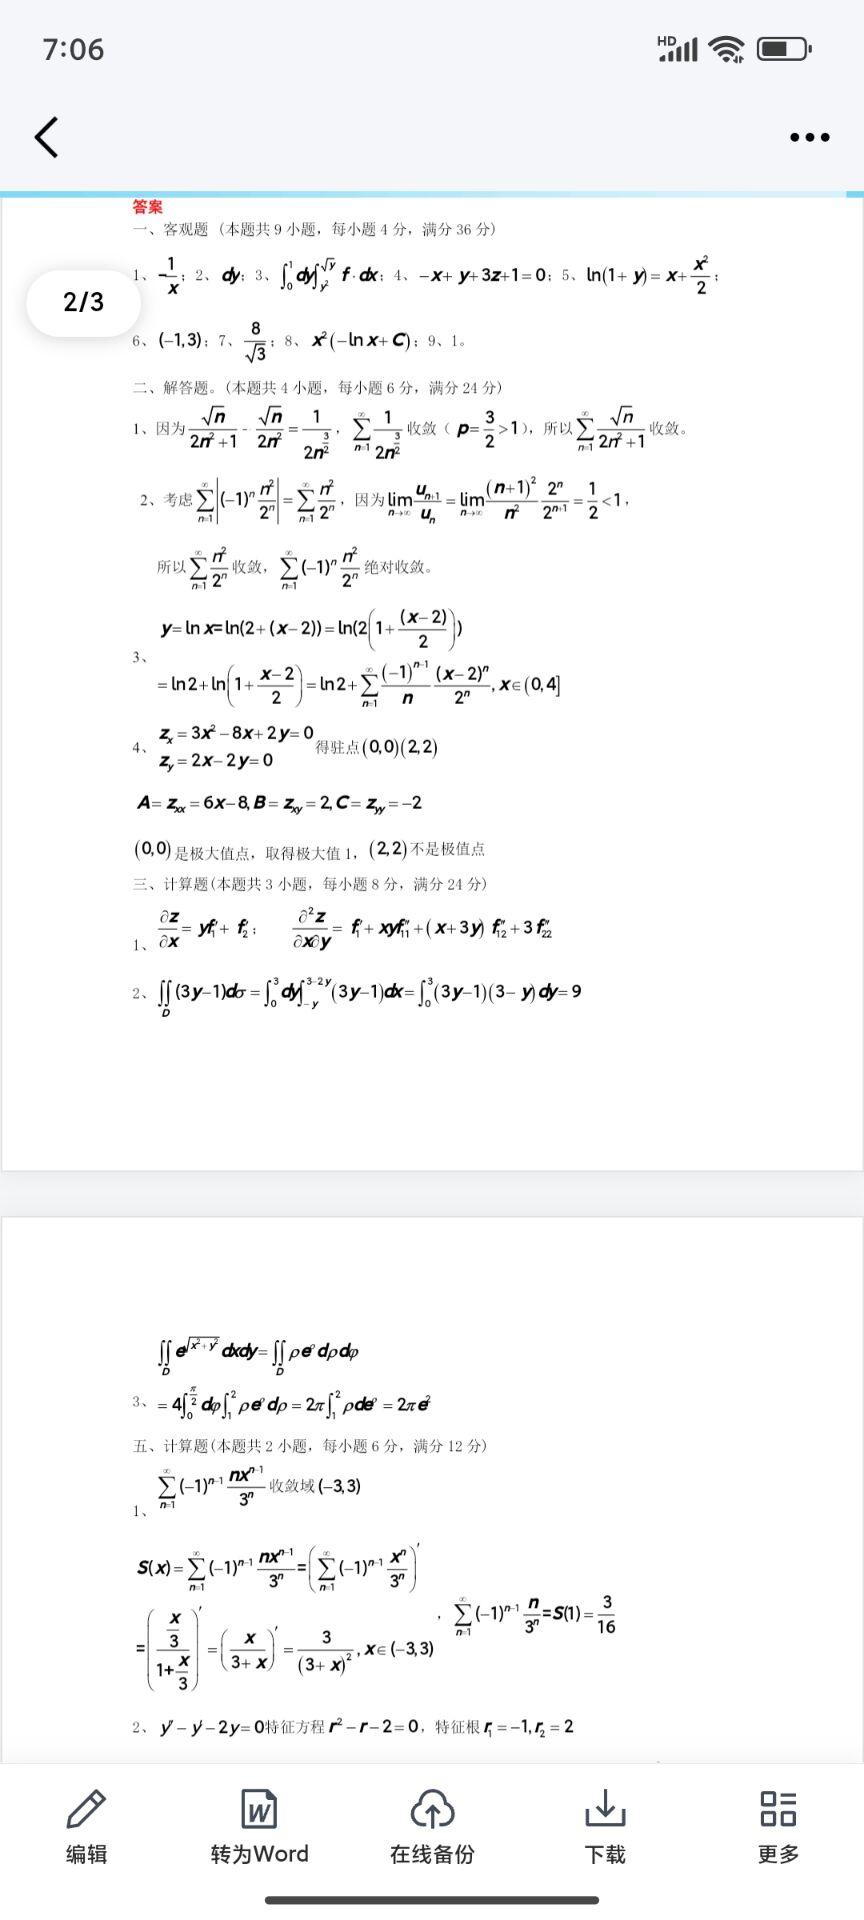 7:06
HD
答案
一、客观题 (本题共 9 小题，每小题 4 分，满分 36 分)
1、-1/x；2、dy；3、∫₀¹dy∫_{y²}^{√y} f·dx；4、-x+y+3z+1=0；5、ln(1+y)=x+x²/2；
2/3
6、(-1,3)；7、8/√3；8、x²(-ln x+C)；9、1。
二、解答题。(本题共 4 小题，每小题 6 分，满分 24 分)
1、因为 √n/(2n²+1) ~ √n/(2n²) = 1/(2n^{3/2})，∑_{n=1}^{∞} 1/(2n^{3/2}) 收敛（p=3/2>1），所以 ∑_{n=1}^{∞} √n/(2n²+1) 收敛。
2、考虑 ∑_{n=1}^{∞} |(-1)ⁿ n²/2ⁿ| = ∑_{n=1}^{∞} n²/2ⁿ，因为 lim_{n→∞} u_{n+1}/u_n = lim_{n→∞} (n+1)²/n² 2ⁿ/2ⁿ⁺¹ = 1/2 <1，
所以 ∑_{n=1}^{∞} n²/2ⁿ 收敛，∑_{n=1}^{∞} (-1)ⁿ n²/2ⁿ 绝对收敛。
y=ln x=ln(2+(x-2))=ln(2(1+(x-2)/2))
3、
=ln2+ln(1+(x-2)/2)=ln2+∑_{n=1}^{∞} (-1)ⁿ⁻¹/n (x-2)ⁿ/2ⁿ, x∈(0,4]
z_x=3x²-8x+2y=0
4、 得驻点(0,0)(2,2)
z_y=2x-2y=0
A=z_xx=6x-8,B=z_xy=2,C=z_yy=-2
(0,0)是极大值点，取得极大值 1，(2,2)不是极值点
三、计算题(本题共 3 小题，每小题 8 分，满分 24 分)
1、∂z/∂x=yf₁′+f₂′； ∂²z/∂x∂y=f₁′+xyf₁₁″+(x+3y)f₁₂″+3f₂₂″
2、∬_D (3y-1)dσ=∫₀³dy∫_{-y}^{3-2y}(3y-1)dx=∫₀³(3y-1)(3-y)dy=9
∬_D e^{√(x²+y²)}dxdy=∬_D ρe^ρdρdφ
3、=4∫₀^{π/2}dφ∫₁²ρe^ρdρ=2π∫₁²ρde^ρ=2πe²
五、计算题(本题共 2 小题，每小题 6 分，满分 12 分)
1、∑_{n=1}^{∞}(-1)ⁿ⁻¹ nxⁿ⁻¹/3ⁿ 收敛域(-3,3)
S(x)=∑_{n=1}^{∞}(-1)ⁿ⁻¹ nxⁿ⁻¹/3ⁿ=(∑_{n=1}^{∞}(-1)ⁿ⁻¹ xⁿ/3ⁿ)′
=((x/3)/(1+x/3))′=(x/(3+x))′=3/(3+x)²,x∈(-3,3)，∑_{n=1}^{∞}(-1)ⁿ⁻¹ n/3ⁿ=S(1)=3/16
2、y″-y′-2y=0特征方程 r²-r-2=0，特征根 r₁=-1,r₂=2
编辑
转为Word
在线备份
下载
更多